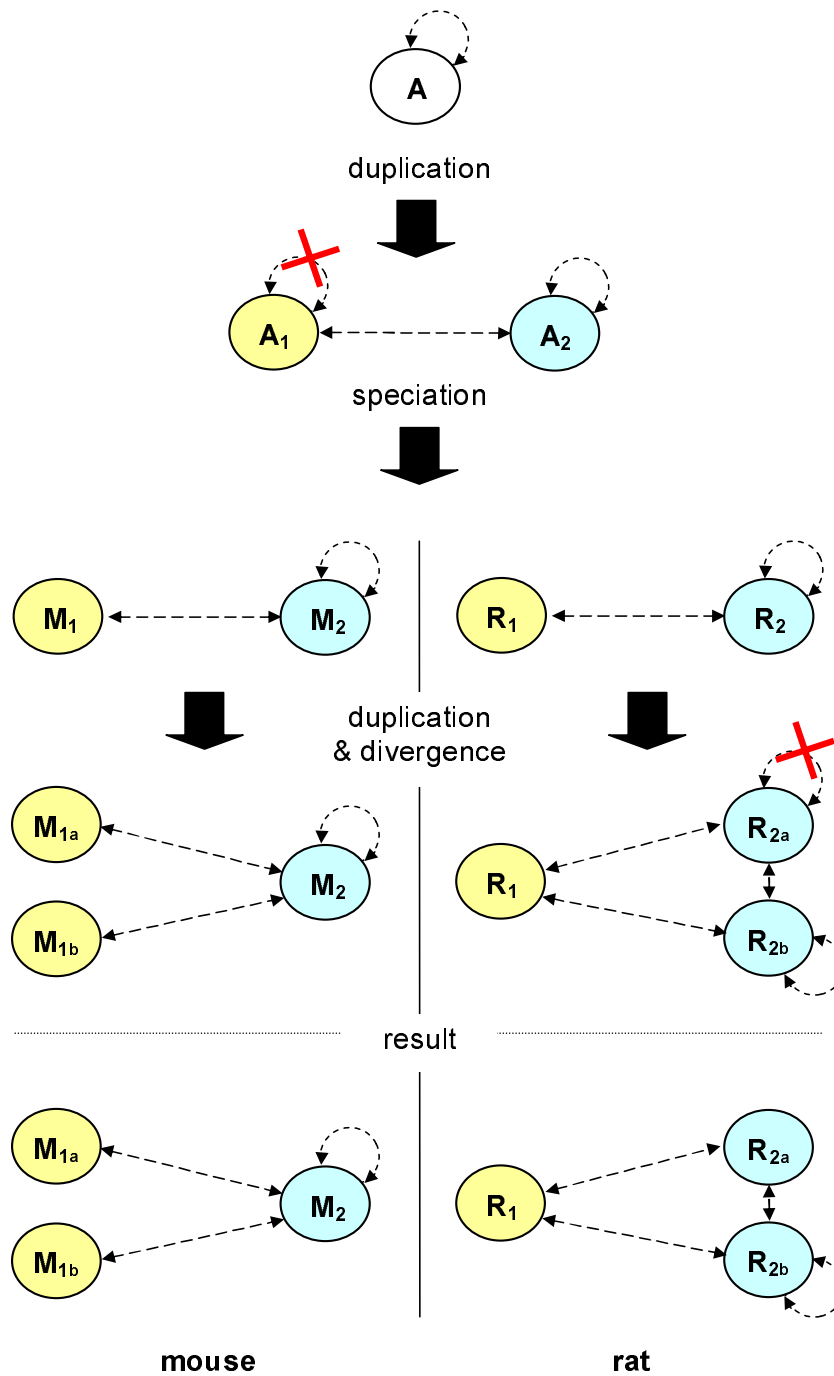 A
duplication
A₁ A₂
speciation
M₁ M₂ R₁ R₂
duplication
& divergence
M₁ₐ R₂ₐ
M₂ R₁
M₁b R₂b
result
M₁ₐ R₂ₐ
M₂ R₁
M₁b R₂b
mouse rat